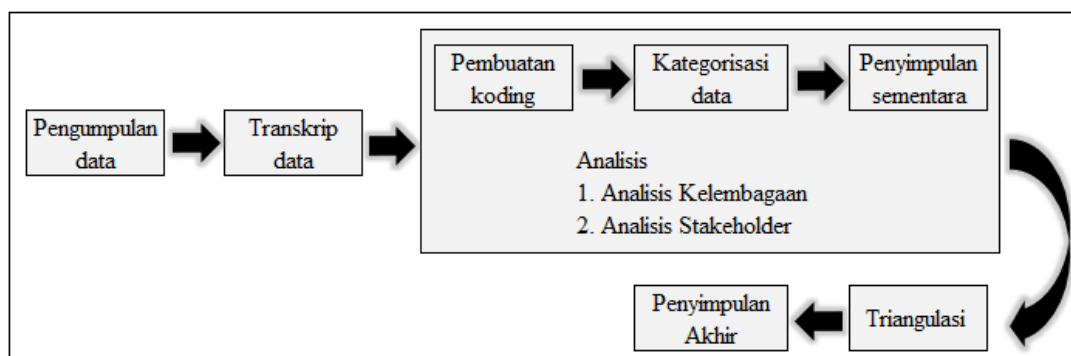 Pengumpulan
data
Transkrip
data
Pembuatan
koding
Kategorisasi
data
Penyimpulan
sementara
Analisis
1. Analisis Kelembagaan
2. Analisis Stakeholder
Triangulasi
Penyimpulan
Akhir